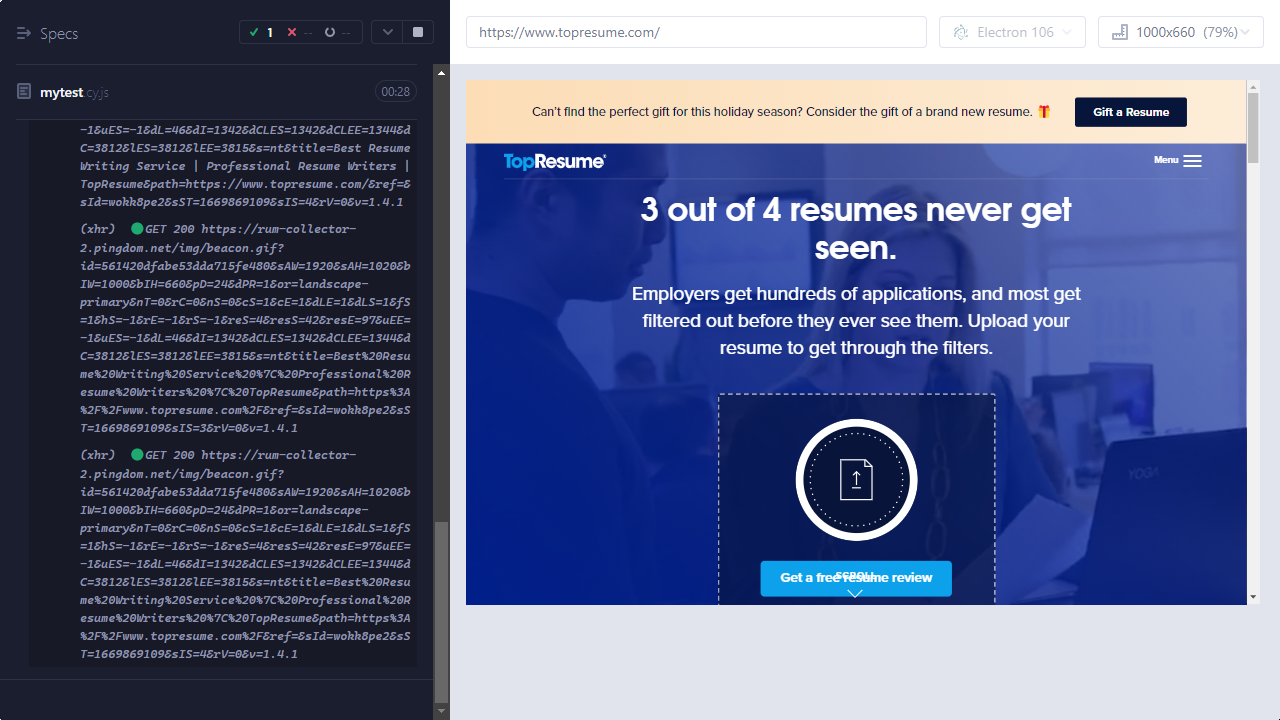 Specs
1
--
--
mytest.cy.js
00:28
-1&uES=-1&dL=46&dI=1342&dCLES=1342&dCLEE=1344&d
C=3812&lES=3812&lEE=3815&s=nt&title=Best Resume
Writing Service | Professional Resume Writers |
TopResume&path=https://www.topresume.com/&ref=&
sId=wohk8pe2&sST=1669869109&sIS=4&rV=0&v=1.4.1
(xhr) GET 200 https://rum-collector-
2.pingdom.net/img/beacon.gif?
id=561420dfabe53dda715fe480&sAW=1920&sAH=1020&b
IW=1000&bIH=660&pD=24&dPR=1&or=landscape-
primary&nT=0&rC=0&nS=0&cS=1&cE=1&dLE=1&dLS=1&fS
=1&hS=-1&rE=-1&rS=-1&reS=4&resS=42&resE=97&uEE=
-1&uES=-1&dL=46&dI=1342&dCLES=1342&dCLEE=1344&d
C=3812&lES=3812&lEE=3815&s=nt&title=Best%20Resu
me%20Writing%20Service%20%7C%20Professional%20R
esume%20Writers%20%7C%20TopResume&path=https%3A
%2F%2Fwww.topresume.com%2F&ref=&sId=wohk8pe2&sS
T=1669869109&sIS=3&rV=0&v=1.4.1
(xhr) GET 200 https://rum-collector-
2.pingdom.net/img/beacon.gif?
id=561420dfabe53dda715fe480&sAW=1920&sAH=1020&b
IW=1000&bIH=660&pD=24&dPR=1&or=landscape-
primary&nT=0&rC=0&nS=0&cS=1&cE=1&dLE=1&dLS=1&fS
=1&hS=-1&rE=-1&rS=-1&reS=4&resS=42&resE=97&uEE=
-1&uES=-1&dL=46&dI=1342&dCLES=1342&dCLEE=1344&d
C=3812&lES=3812&lEE=3815&s=nt&title=Best%20Resu
me%20Writing%20Service%20%7C%20Professional%20R
esume%20Writers%20%7C%20TopResume&path=https%3A
%2F%2Fwww.topresume.com%2F&ref=&sId=wohk8pe2&sS
T=1669869109&sIS=4&rV=0&v=1.4.1
https://www.topresume.com/
Electron 106
1000x660 (79%)
Can't find the perfect gift for this holiday season? Consider the gift of a brand new resume. 🎁
Gift a Resume
TopResume®
Menu
3 out of 4 resumes never get
seen.
Employers get hundreds of applications, and most get
filtered out before they ever see them. Upload your
resume to get through the filters.
YOGA
SCROLL
Get a free resume review